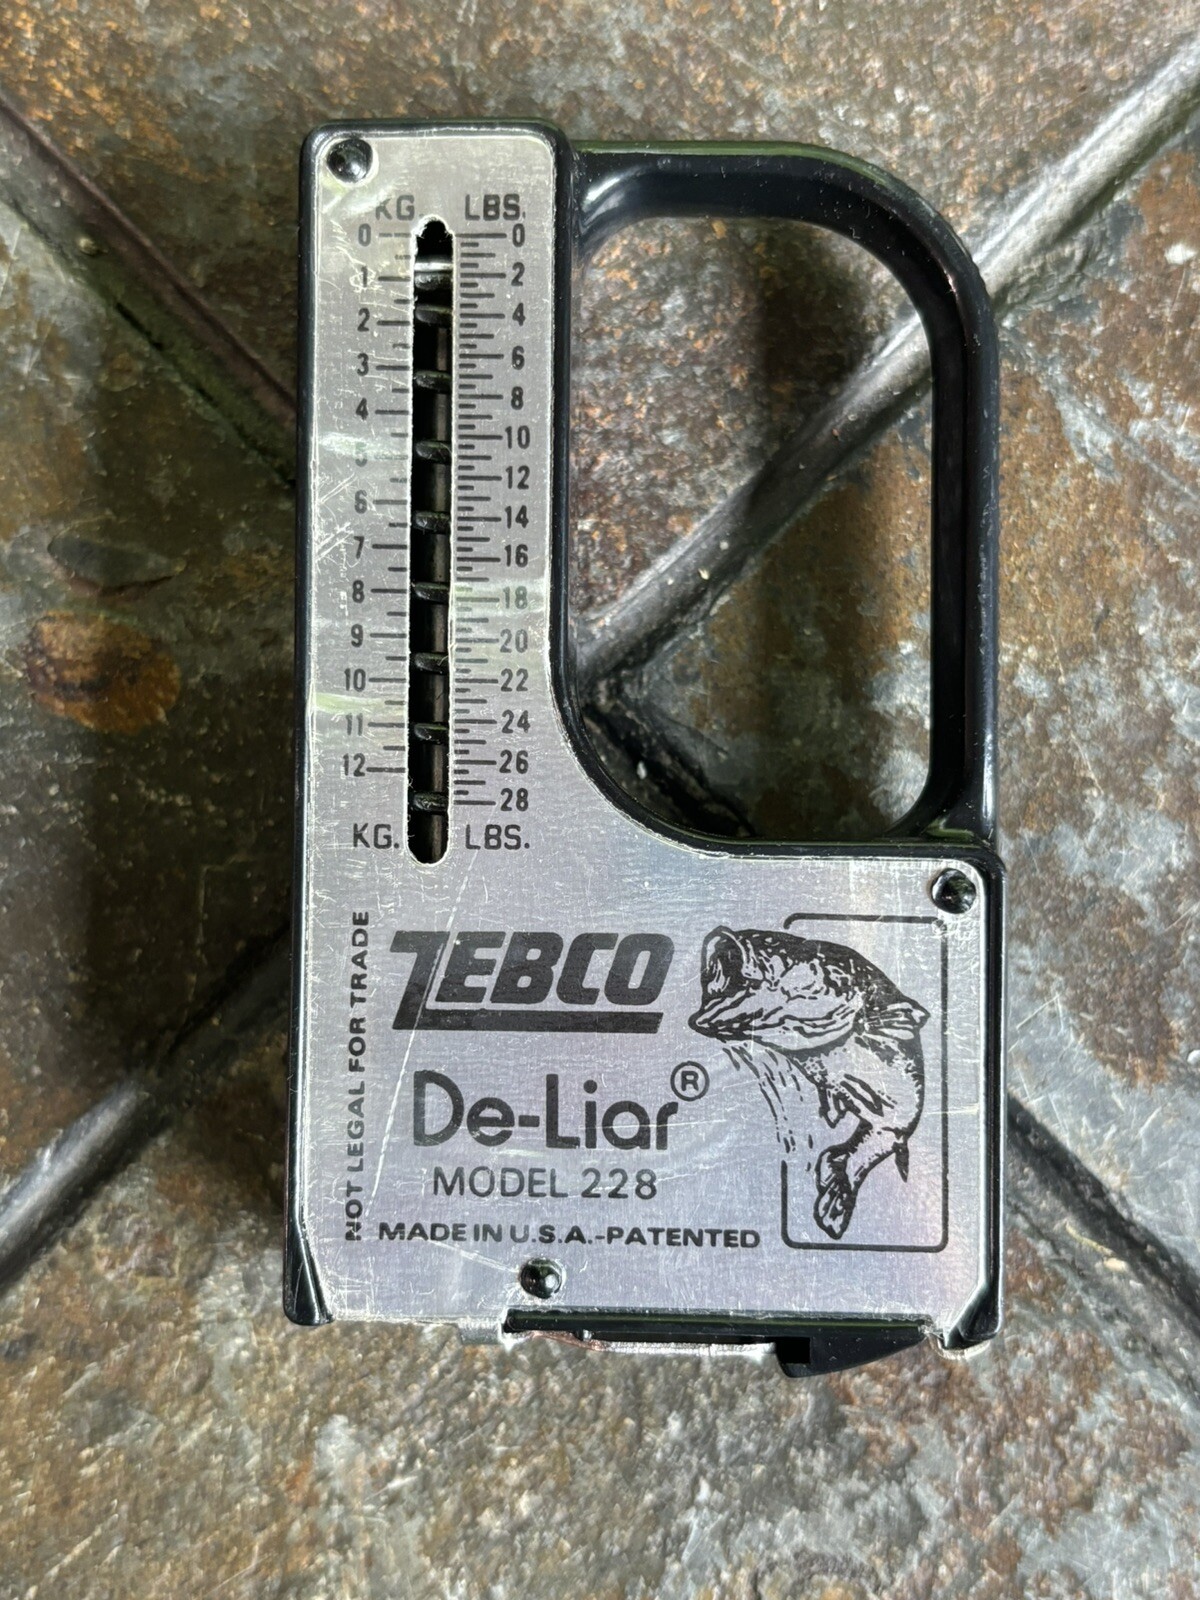 KG. LBS.
0 0
1 2
2 4
3 6
4 8
5 10
6 12
7 14
8 16
9 18
10 20
11 22
12 24
26
28
KG. LBS.
NOT LEGAL FOR TRADE
ZEBCO
De-Liar®
MODEL 228
MADE IN U.S.A.-PATENTED